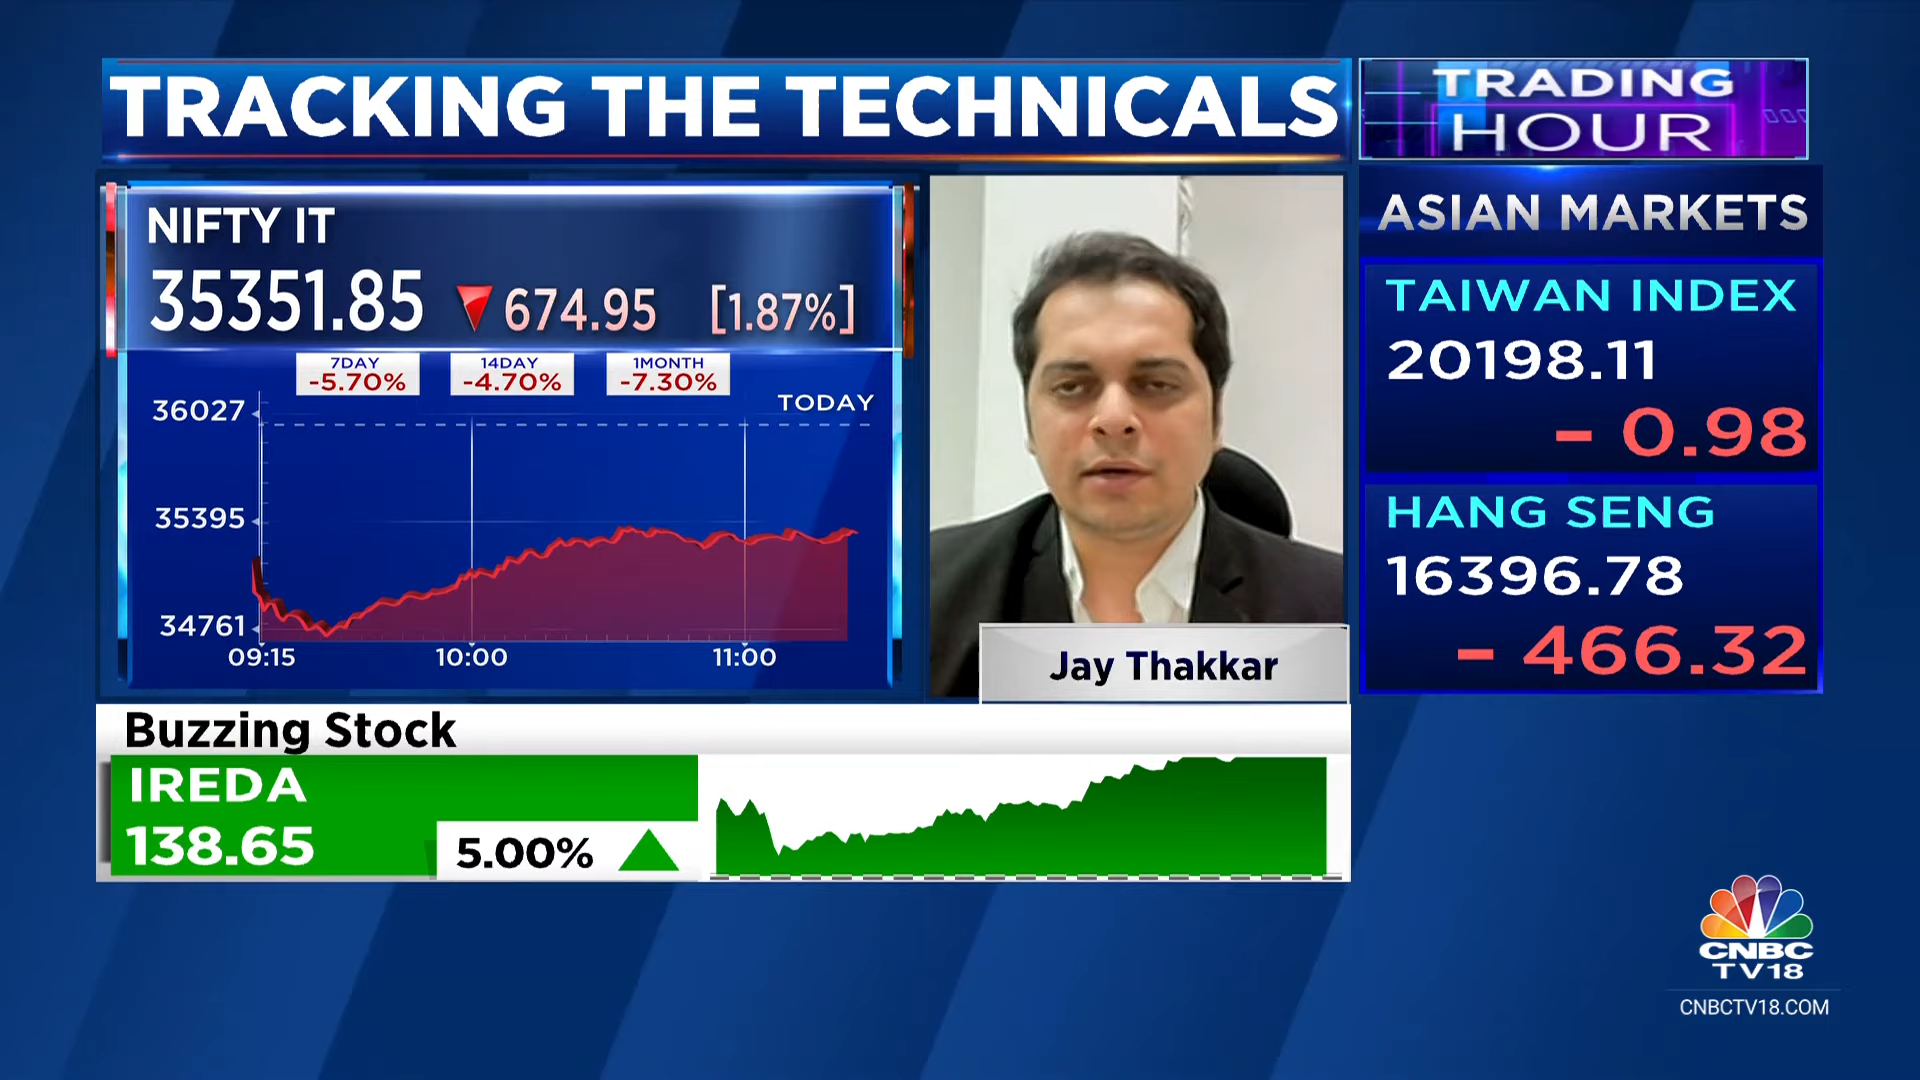 TRACKING THE TECHNICALS
TRADING
HOUR
NIFTY IT
35351.85 ▼ 674.95 [1.87%]
7DAY
-5.70%
14DAY
-4.70%
1MONTH
-7.30%
TODAY
36027
35395
34761
09:15 10:00 11:00
Jay Thakkar
ASIAN MARKETS
TAIWAN INDEX
20198.11
- 0.98
HANG SENG
16396.78
- 466.32
Buzzing Stock
IREDA
138.65
5.00% ▲
CNBC
TV18
CNBCTV18.COM